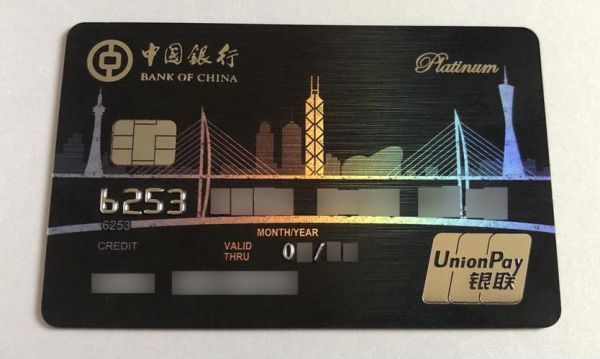 中国银行
BANK OF CHINA
Platinum
6253
6253
MONTH/YEAR
CREDIT
VALID
THRU
0 /
UnionPay
银联